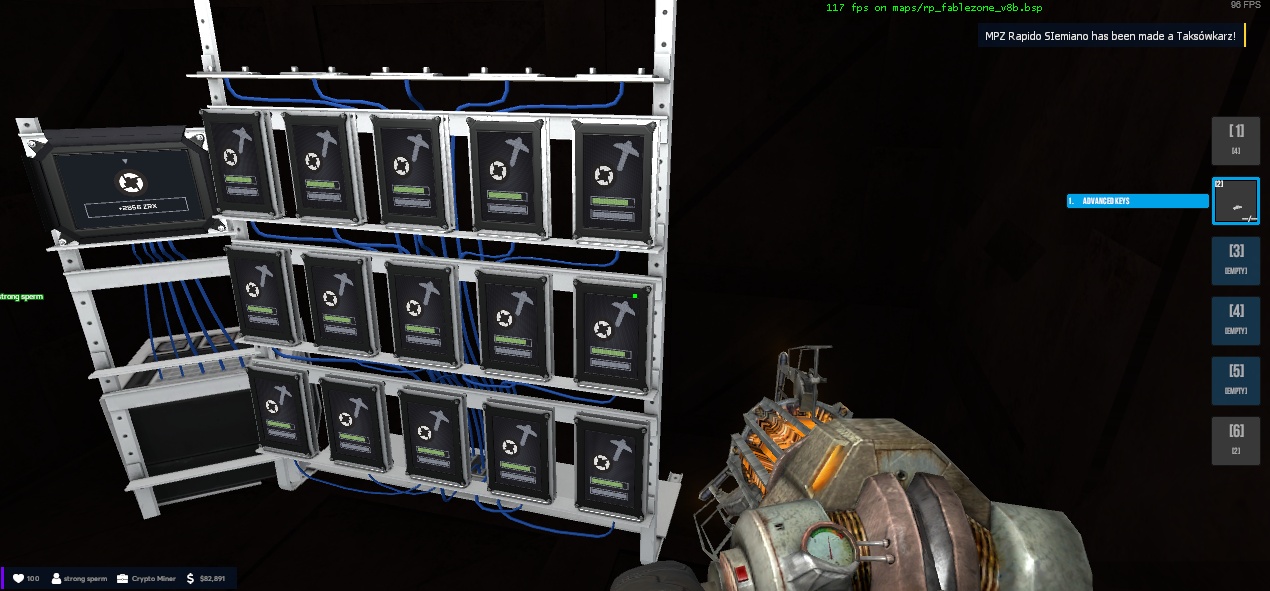 117 fps on maps/rp_fablezone_v8b.bsp
96 FPS
MPZ Rapido SIemiano has been made a Taksówkarz!
[1]
[4]
[2]
1. ADVANCED KEYS
[3]
[EMPTY]
[4]
[EMPTY]
[5]
[EMPTY]
[6]
[2]
+2856 ZRX
strong sperm
100 strong sperm Crypto Miner $ $82,891